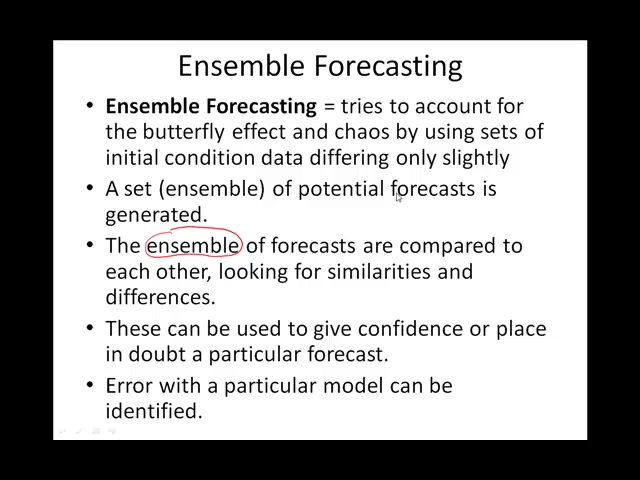 Ensemble Forecasting
• Ensemble Forecasting = tries to account for
the butterfly effect and chaos by using sets of
initial condition data differing only slightly
• A set (ensemble) of potential forecasts is
generated.
• The ensemble of forecasts are compared to
each other, looking for similarities and
differences.
• These can be used to give confidence or place
in doubt a particular forecast.
• Error with a particular model can be
identified.